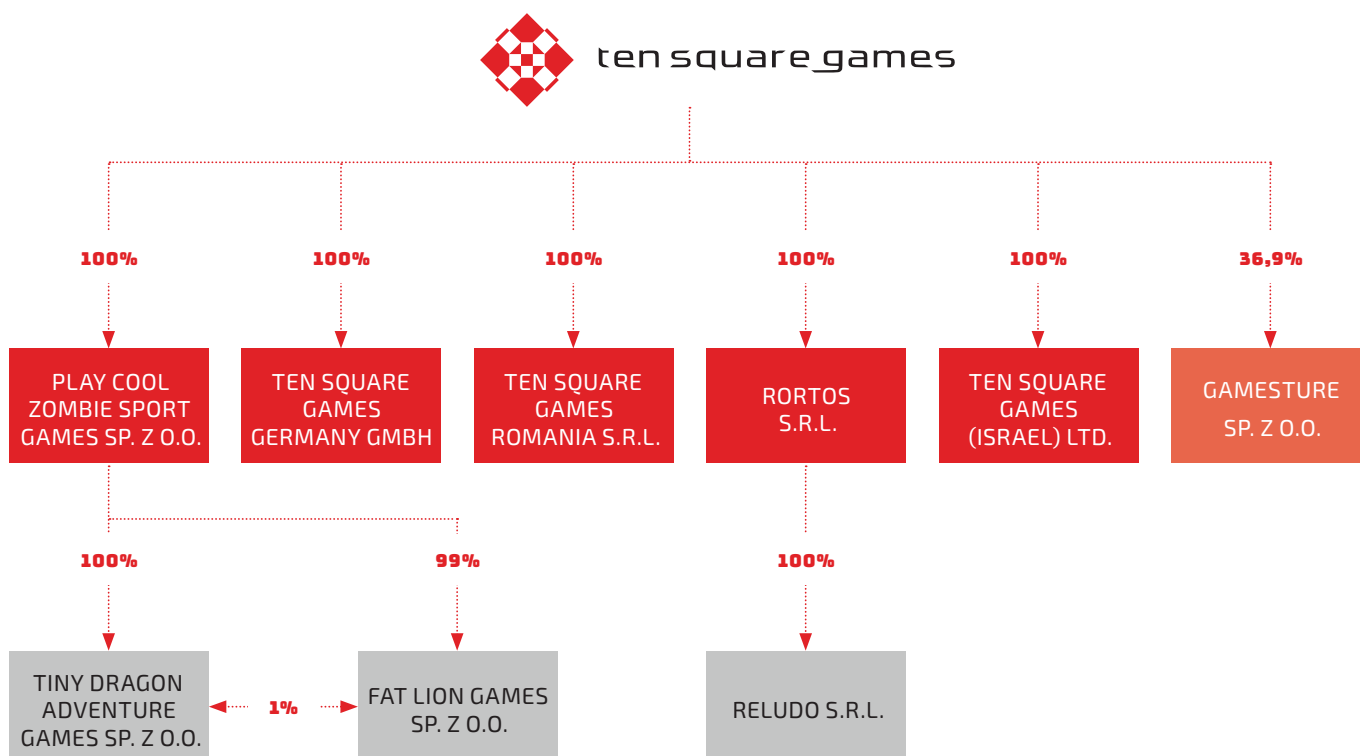 ten square games
100%
100%
100%
100%
100%
36,9%
PLAY COOL
ZOMBIE SPORT
GAMES SP. Z O.O.
TEN SQUARE
GAMES
GERMANY GMBH
TEN SQUARE
GAMES
ROMANIA S.R.L.
RORTOS
S.R.L.
TEN SQUARE
GAMES
(ISRAEL) LTD.
GAMESTURE
SP. Z O.O.
100%
99%
100%
TINY DRAGON
ADVENTURE
GAMES SP. Z O.O.
1%
FAT LION GAMES
SP. Z O.O.
RELUDO S.R.L.